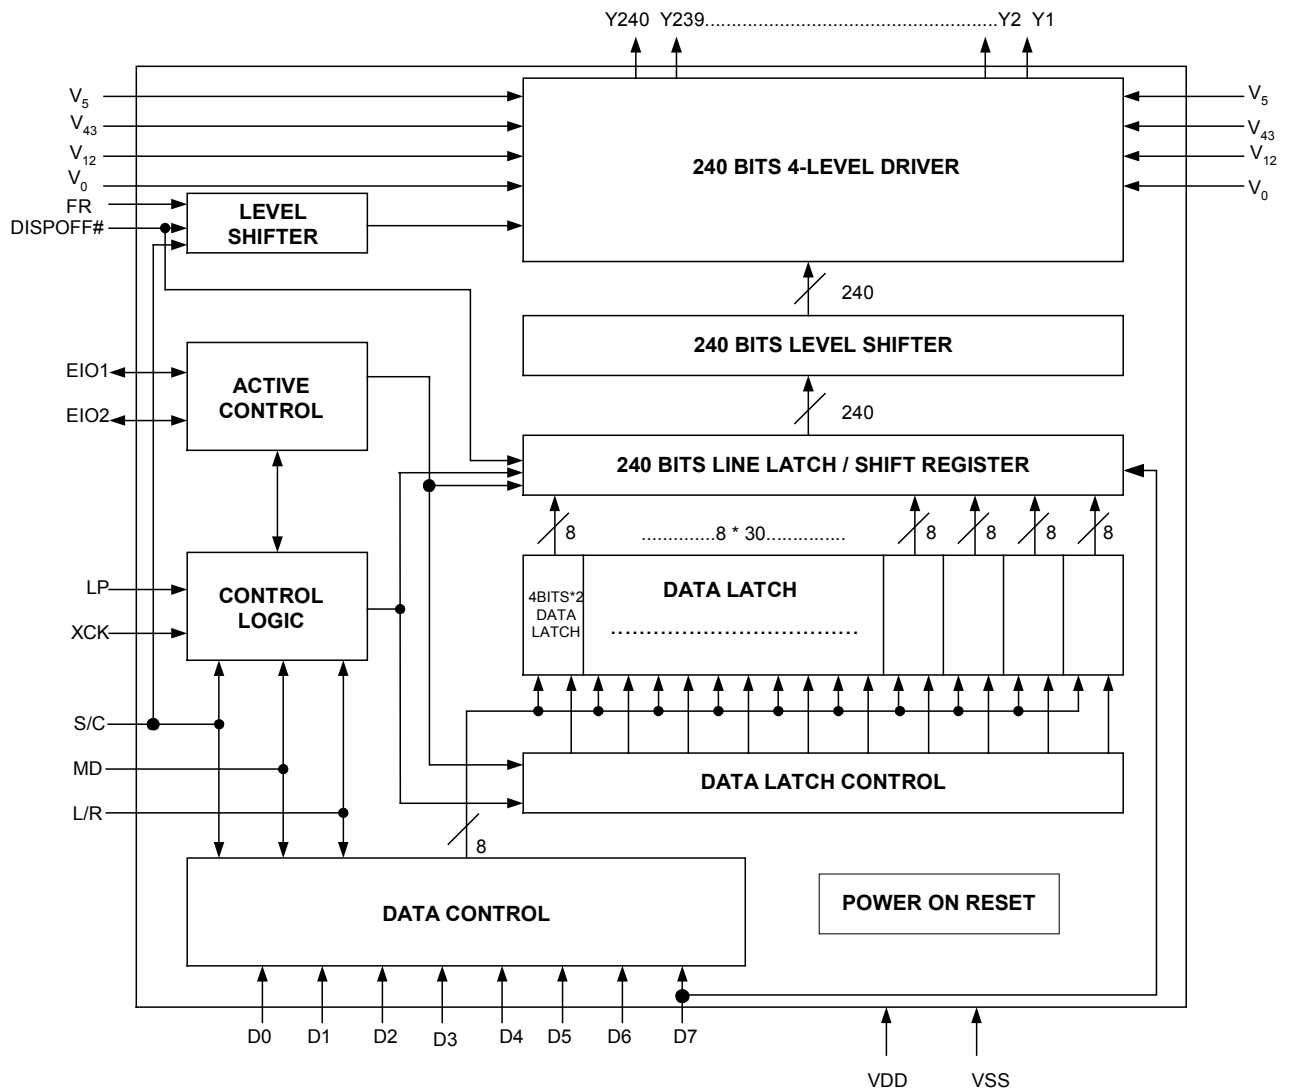 Y240 Y239..................................................Y2 Y1
V5 V5
V43 V43
V12 V12
V0 V0
240 BITS 4-LEVEL DRIVER
FR
DISPOFF#
LEVEL
SHIFTER
240
240 BITS LEVEL SHIFTER
EIO1
EIO2
ACTIVE
CONTROL
240
240 BITS LINE LATCH / SHIFT REGISTER
8 ..............8 * 30............... 8 8 8 8
LP
XCK
CONTROL
LOGIC
4BITS*2
DATA
LATCH
DATA LATCH
...................................
S/C
MD
L/R
DATA LATCH CONTROL
8
DATA CONTROL
POWER ON RESET
D0 D1 D2 D3 D4 D5 D6 D7
VDD VSS